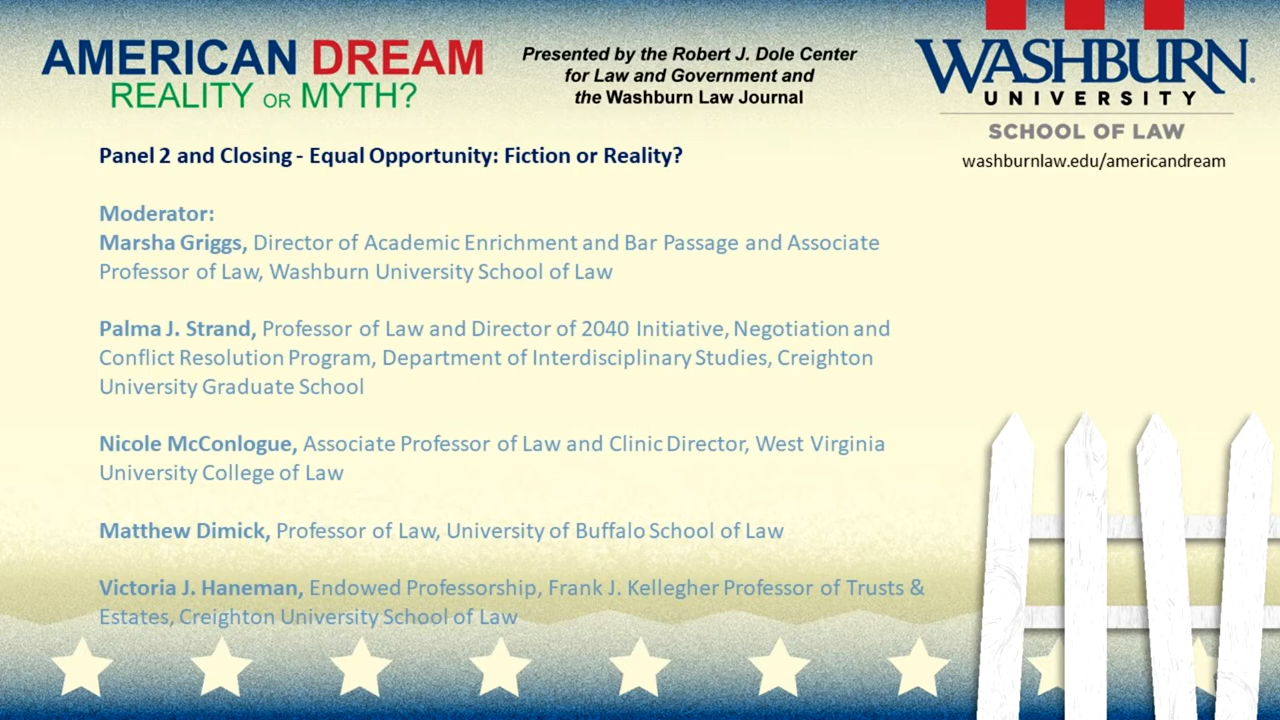 AMERICAN DREAM
REALITY OR MYTH?
Presented by the Robert J. Dole Center
for Law and Government and
the Washburn Law Journal
WASHBURN
UNIVERSITY
SCHOOL OF LAW
washburnlaw.edu/americandream
Panel 2 and Closing - Equal Opportunity: Fiction or Reality?
Moderator:
Marsha Griggs, Director of Academic Enrichment and Bar Passage and Associate
Professor of Law, Washburn University School of Law
Palma J. Strand, Professor of Law and Director of 2040 Initiative, Negotiation and
Conflict Resolution Program, Department of Interdisciplinary Studies, Creighton
University Graduate School
Nicole McConlogue, Associate Professor of Law and Clinic Director, West Virginia
University College of Law
Matthew Dimick, Professor of Law, University of Buffalo School of Law
Victoria J. Haneman, Endowed Professorship, Frank J. Kellegher Professor of Trusts &
Estates, Creighton University School of Law